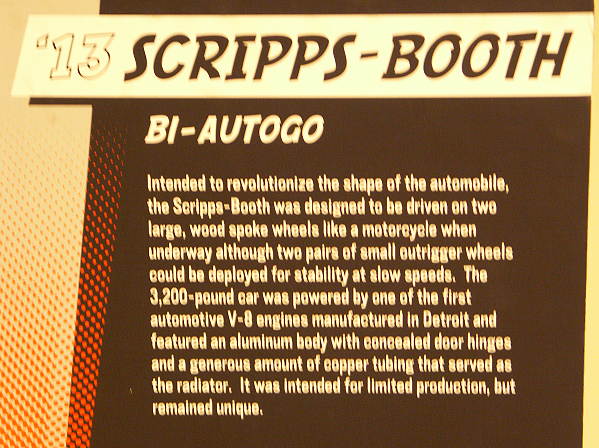 '13 SCRIPPS-BOOTH
BI-AUTOGO
Intended to revolutionize the shape of the automobile,
the Scripps-Booth was designed to be driven on two
large, wood spoke wheels like a motorcycle when
underway although two pairs of small outrigger wheels
could be deployed for stability at slow speeds. The
3,200-pound car was powered by one of the first
automotive V-8 engines manufactured in Detroit and
featured an aluminum body with concealed door hinges
and a generous amount of copper tubing that served as
the radiator. It was intended for limited production, but
remained unique.